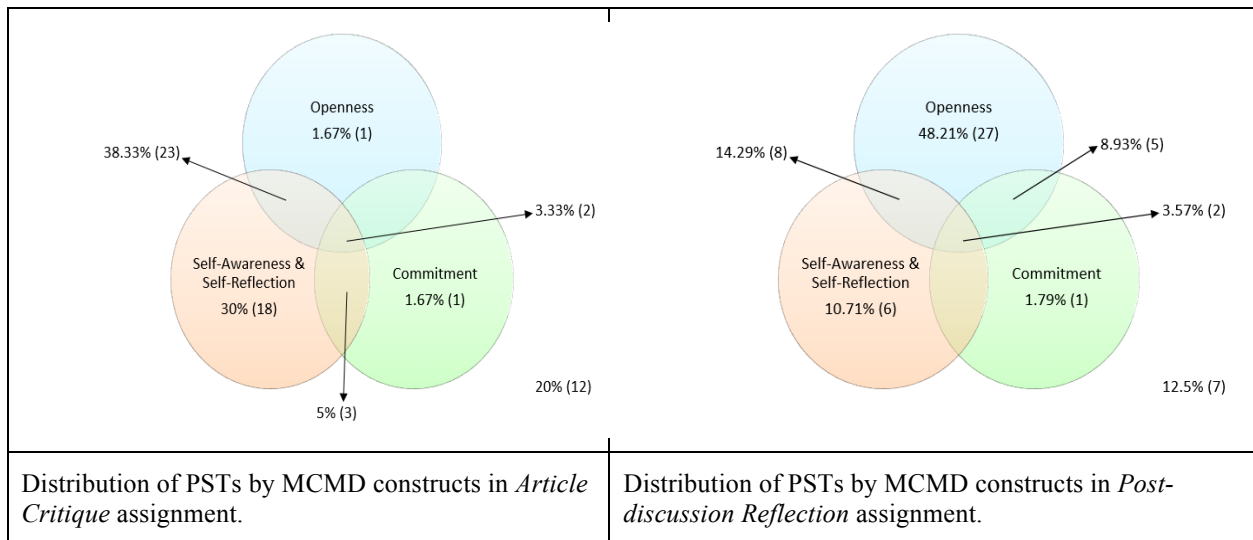 Openness
1.67% (1)
38.33% (23)
3.33% (2)
Self-Awareness &
Self-Reflection
30% (18)
Commitment
1.67% (1)
20% (12)
5% (3)
Distribution of PSTs by MCMD constructs in Article
Critique assignment.
Openness
48.21% (27)
8.93% (5)
14.29% (8)
3.57% (2)
Self-Awareness &
Self-Reflection
10.71% (6)
Commitment
1.79% (1)
12.5% (7)
Distribution of PSTs by MCMD constructs in Post-
discussion Reflection assignment.